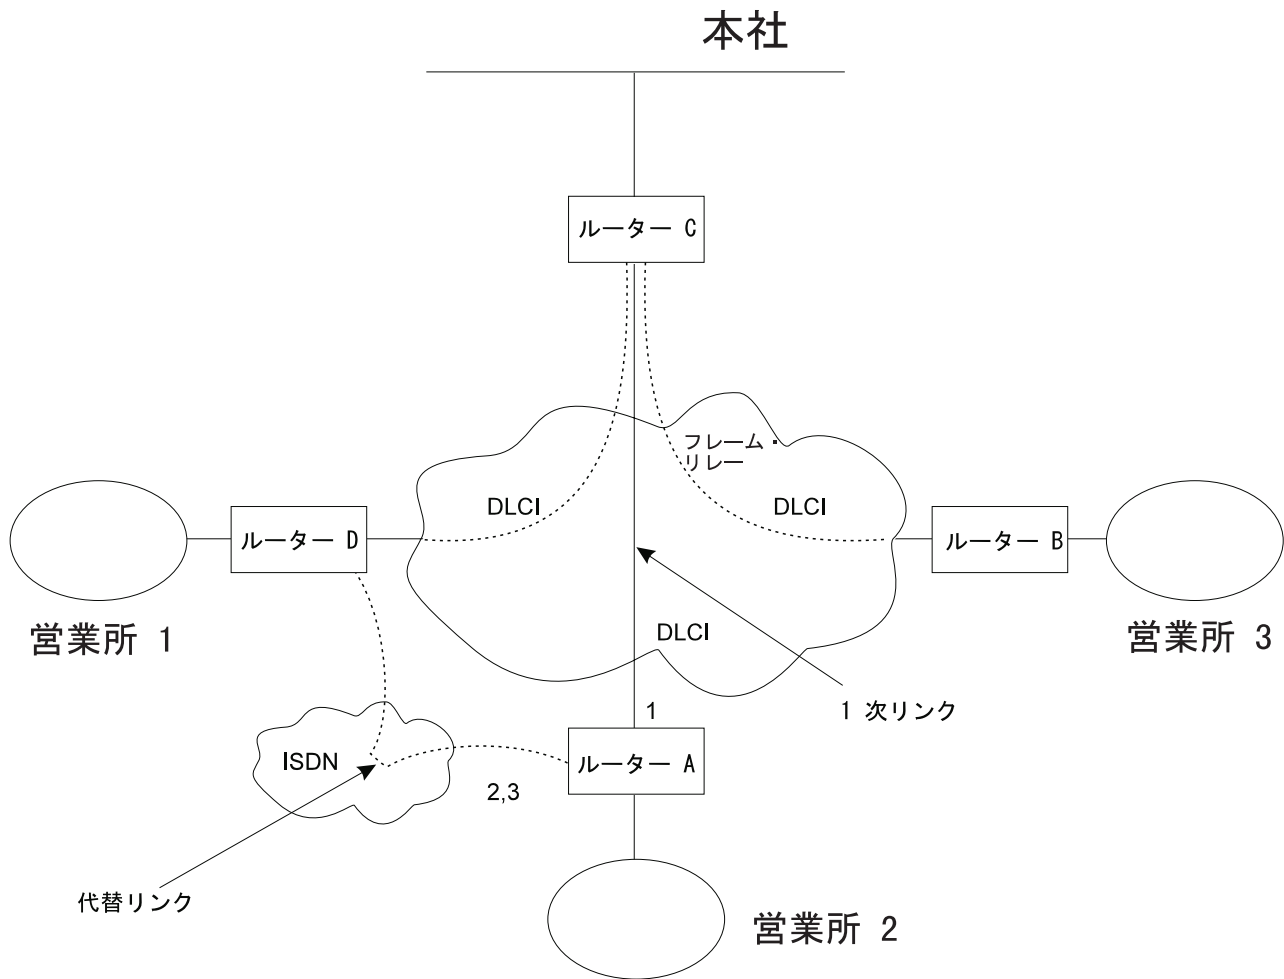 本社
ルーター C
フレーム・
リレー
DLCI
DLCI
ルーター D
ルーター B
営業所 1
DLCI
営業所 3
1
1 次リンク
ISDN
ルーター A
2,3
代替リンク
営業所 2